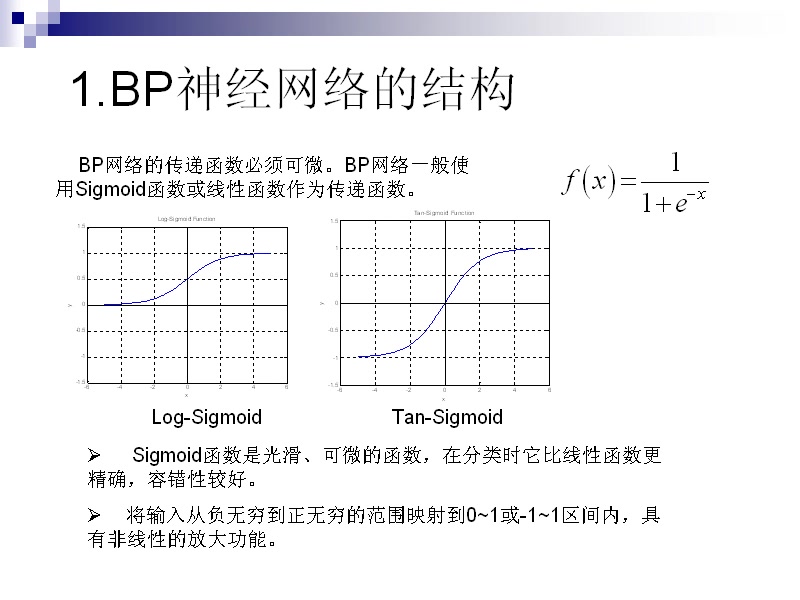 1.BP神经网络的结构
BP网络的传递函数必须可微。BP网络一般使
用Sigmoid函数或线性函数作为传递函数。
f(x)=1/(1+e^{-x})
Log-Sigmoid Function
1.5
1
0.5
0
-0.5
-1
-1.5
y
-6 -4 -2 0 2 4 6
x
Tan-Sigmoid Function
1.5
1
0.5
0
-0.5
-1
-1.5
y
-6 -4 -2 0 2 4 6
x
Log-Sigmoid
Tan-Sigmoid
➢ Sigmoid函数是光滑、可微的函数，在分类时它比线性函数更
精确，容错性较好。
➢ 将输入从负无穷到正无穷的范围映射到0~1或-1~1区间内，具
有非线性的放大功能。